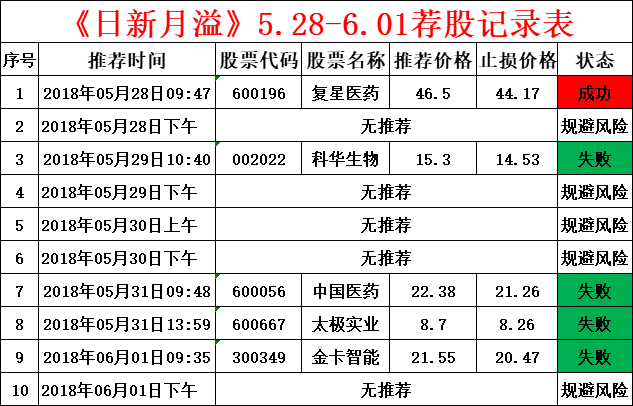 《日新月溢》5.28-6.01荐股记录表
序号 推荐时间 股票代码 股票名称 推荐价格 止损价格 状态
1 2018年05月28日09:47 600196 复星医药 46.5 44.17 成功
2 2018年05月28日下午 无推荐 规避风险
3 2018年05月29日10:40 002022 科华生物 15.3 14.53 失败
4 2018年05月29日下午 无推荐 规避风险
5 2018年05月30日上午 无推荐 规避风险
6 2018年05月30日下午 无推荐 规避风险
7 2018年05月31日09:48 600056 中国医药 22.38 21.26 失败
8 2018年05月31日13:59 600667 太极实业 8.7 8.26 失败
9 2018年06月01日09:35 300349 金卡智能 21.55 20.47 失败
10 2018年06月01日下午 无推荐 规避风险